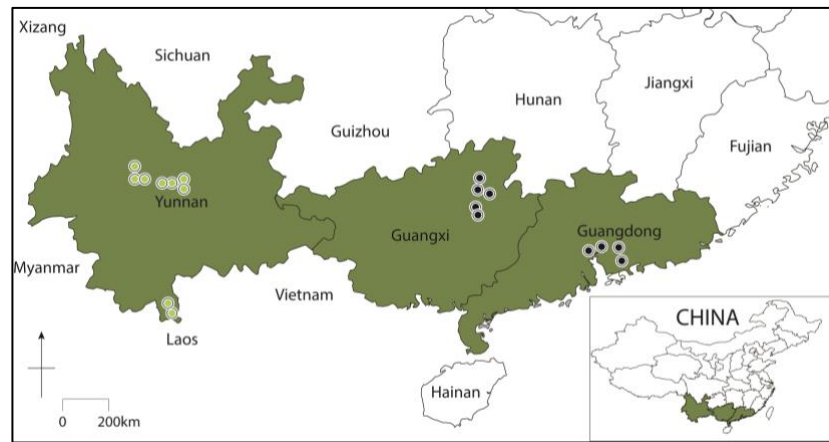 Xizang
Sichuan
Hunan
Jiangxi
Guizhou
Fujian
Yunnan
Guangxi
Guangdong
Myanmar
Vietnam
Laos
CHINA
Hainan
0 200km